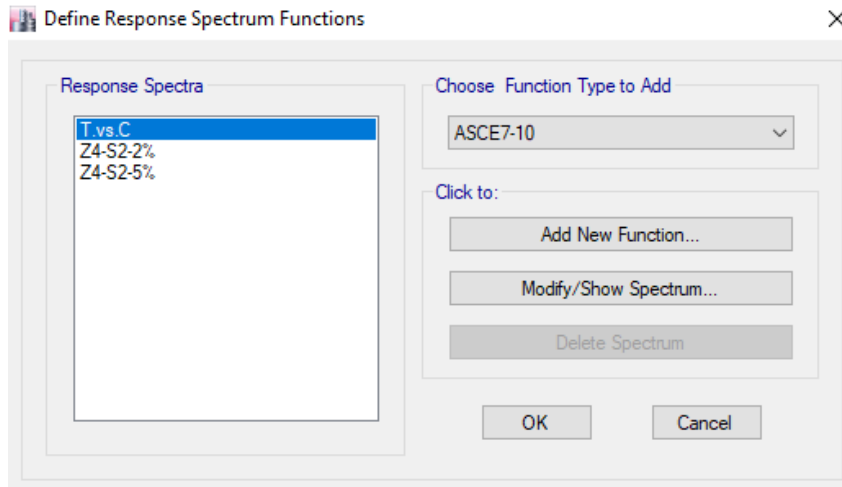 Define Response Spectrum Functions
Response Spectra
T.vs.C
Z4-S2-2%
Z4-S2-5%
Choose Function Type to Add
ASCE7-10
Click to:
Add New Function...
Modify/Show Spectrum...
Delete Spectrum
OK
Cancel